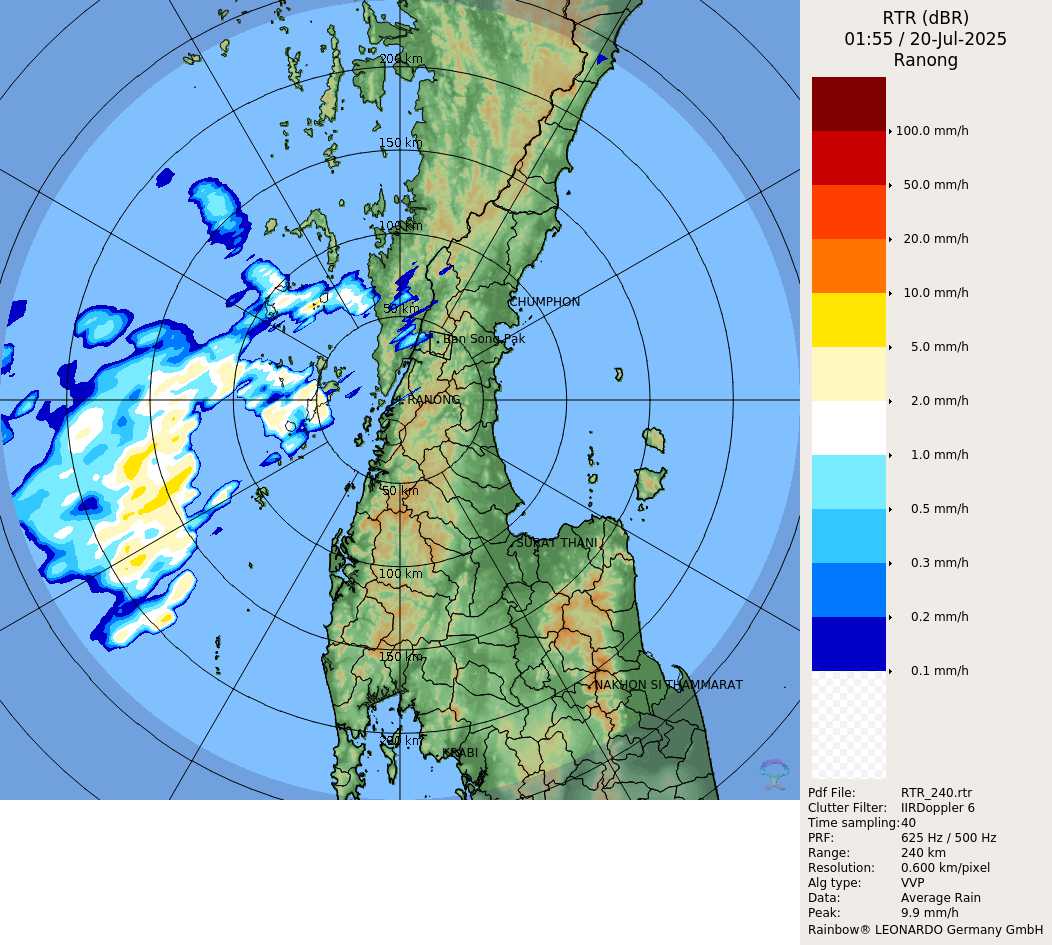 RTR (dBR)
01:55 / 20-Jul-2025
Ranong
100.0 mm/h
50.0 mm/h
20.0 mm/h
10.0 mm/h
5.0 mm/h
2.0 mm/h
1.0 mm/h
0.5 mm/h
0.3 mm/h
0.2 mm/h
0.1 mm/h
200 km
150 km
100 km
CHUMPHON
50 km
Ban Song Pak
RANONG
50 km
SURAT THANI
100 km
150 km
NAKHON SI THAMMARAT
200 km
KRABI
Pdf File: RTR_240.rtr
Clutter Filter: IIRDoppler 6
Time sampling:40
PRF: 625 Hz / 500 Hz
Range: 240 km
Resolution: 0.600 km/pixel
Alg type: VVP
Data: Average Rain
Peak: 9.9 mm/h
Rainbow® LEONARDO Germany GmbH